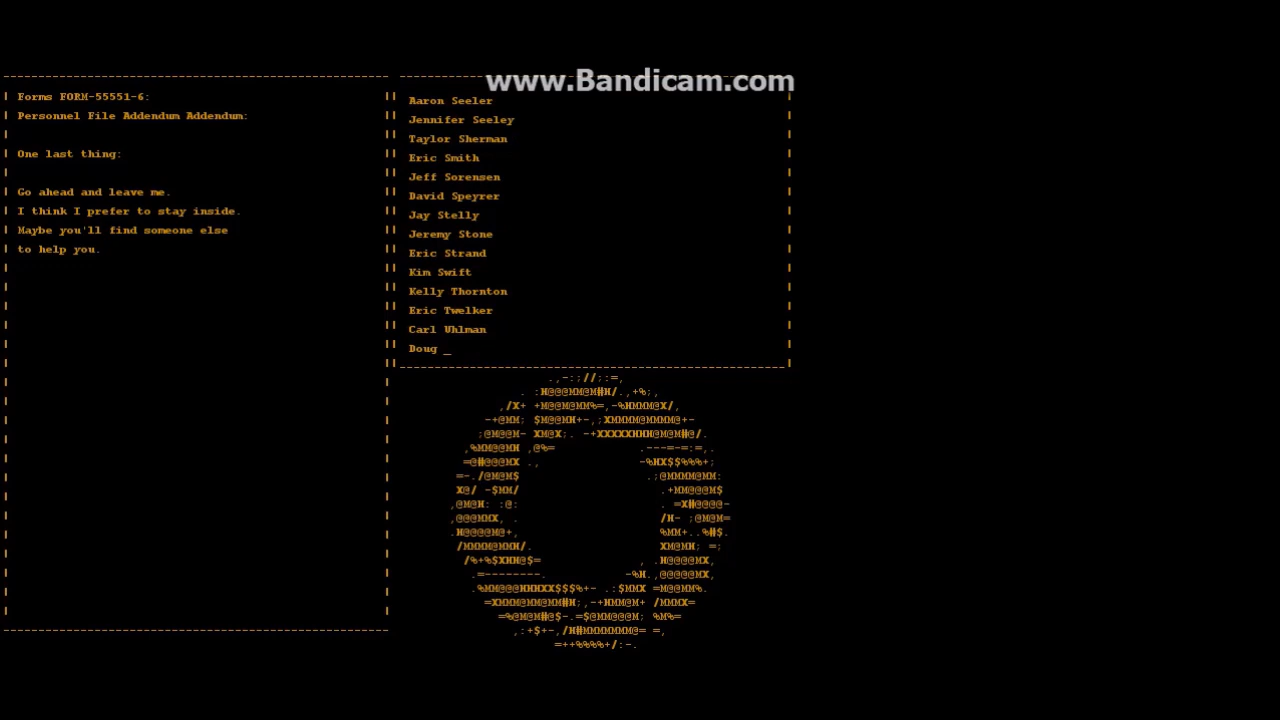 www.Bandicam.com
Forms FORM-55551-6:
Personnel File Addendum Addendum:
One last thing:
Go ahead and leave me.
I think I prefer to stay inside.
Maybe you'll find someone else
to help you.
Aaron Seeler
Jennifer Seeley
Taylor Sherman
Eric Smith
Jeff Sorensen
David Speyrer
Jay Stelly
Jeremy Stone
Eric Strand
Kim Swift
Kelly Thornton
Eric Twelker
Carl Uhlman
Doug _